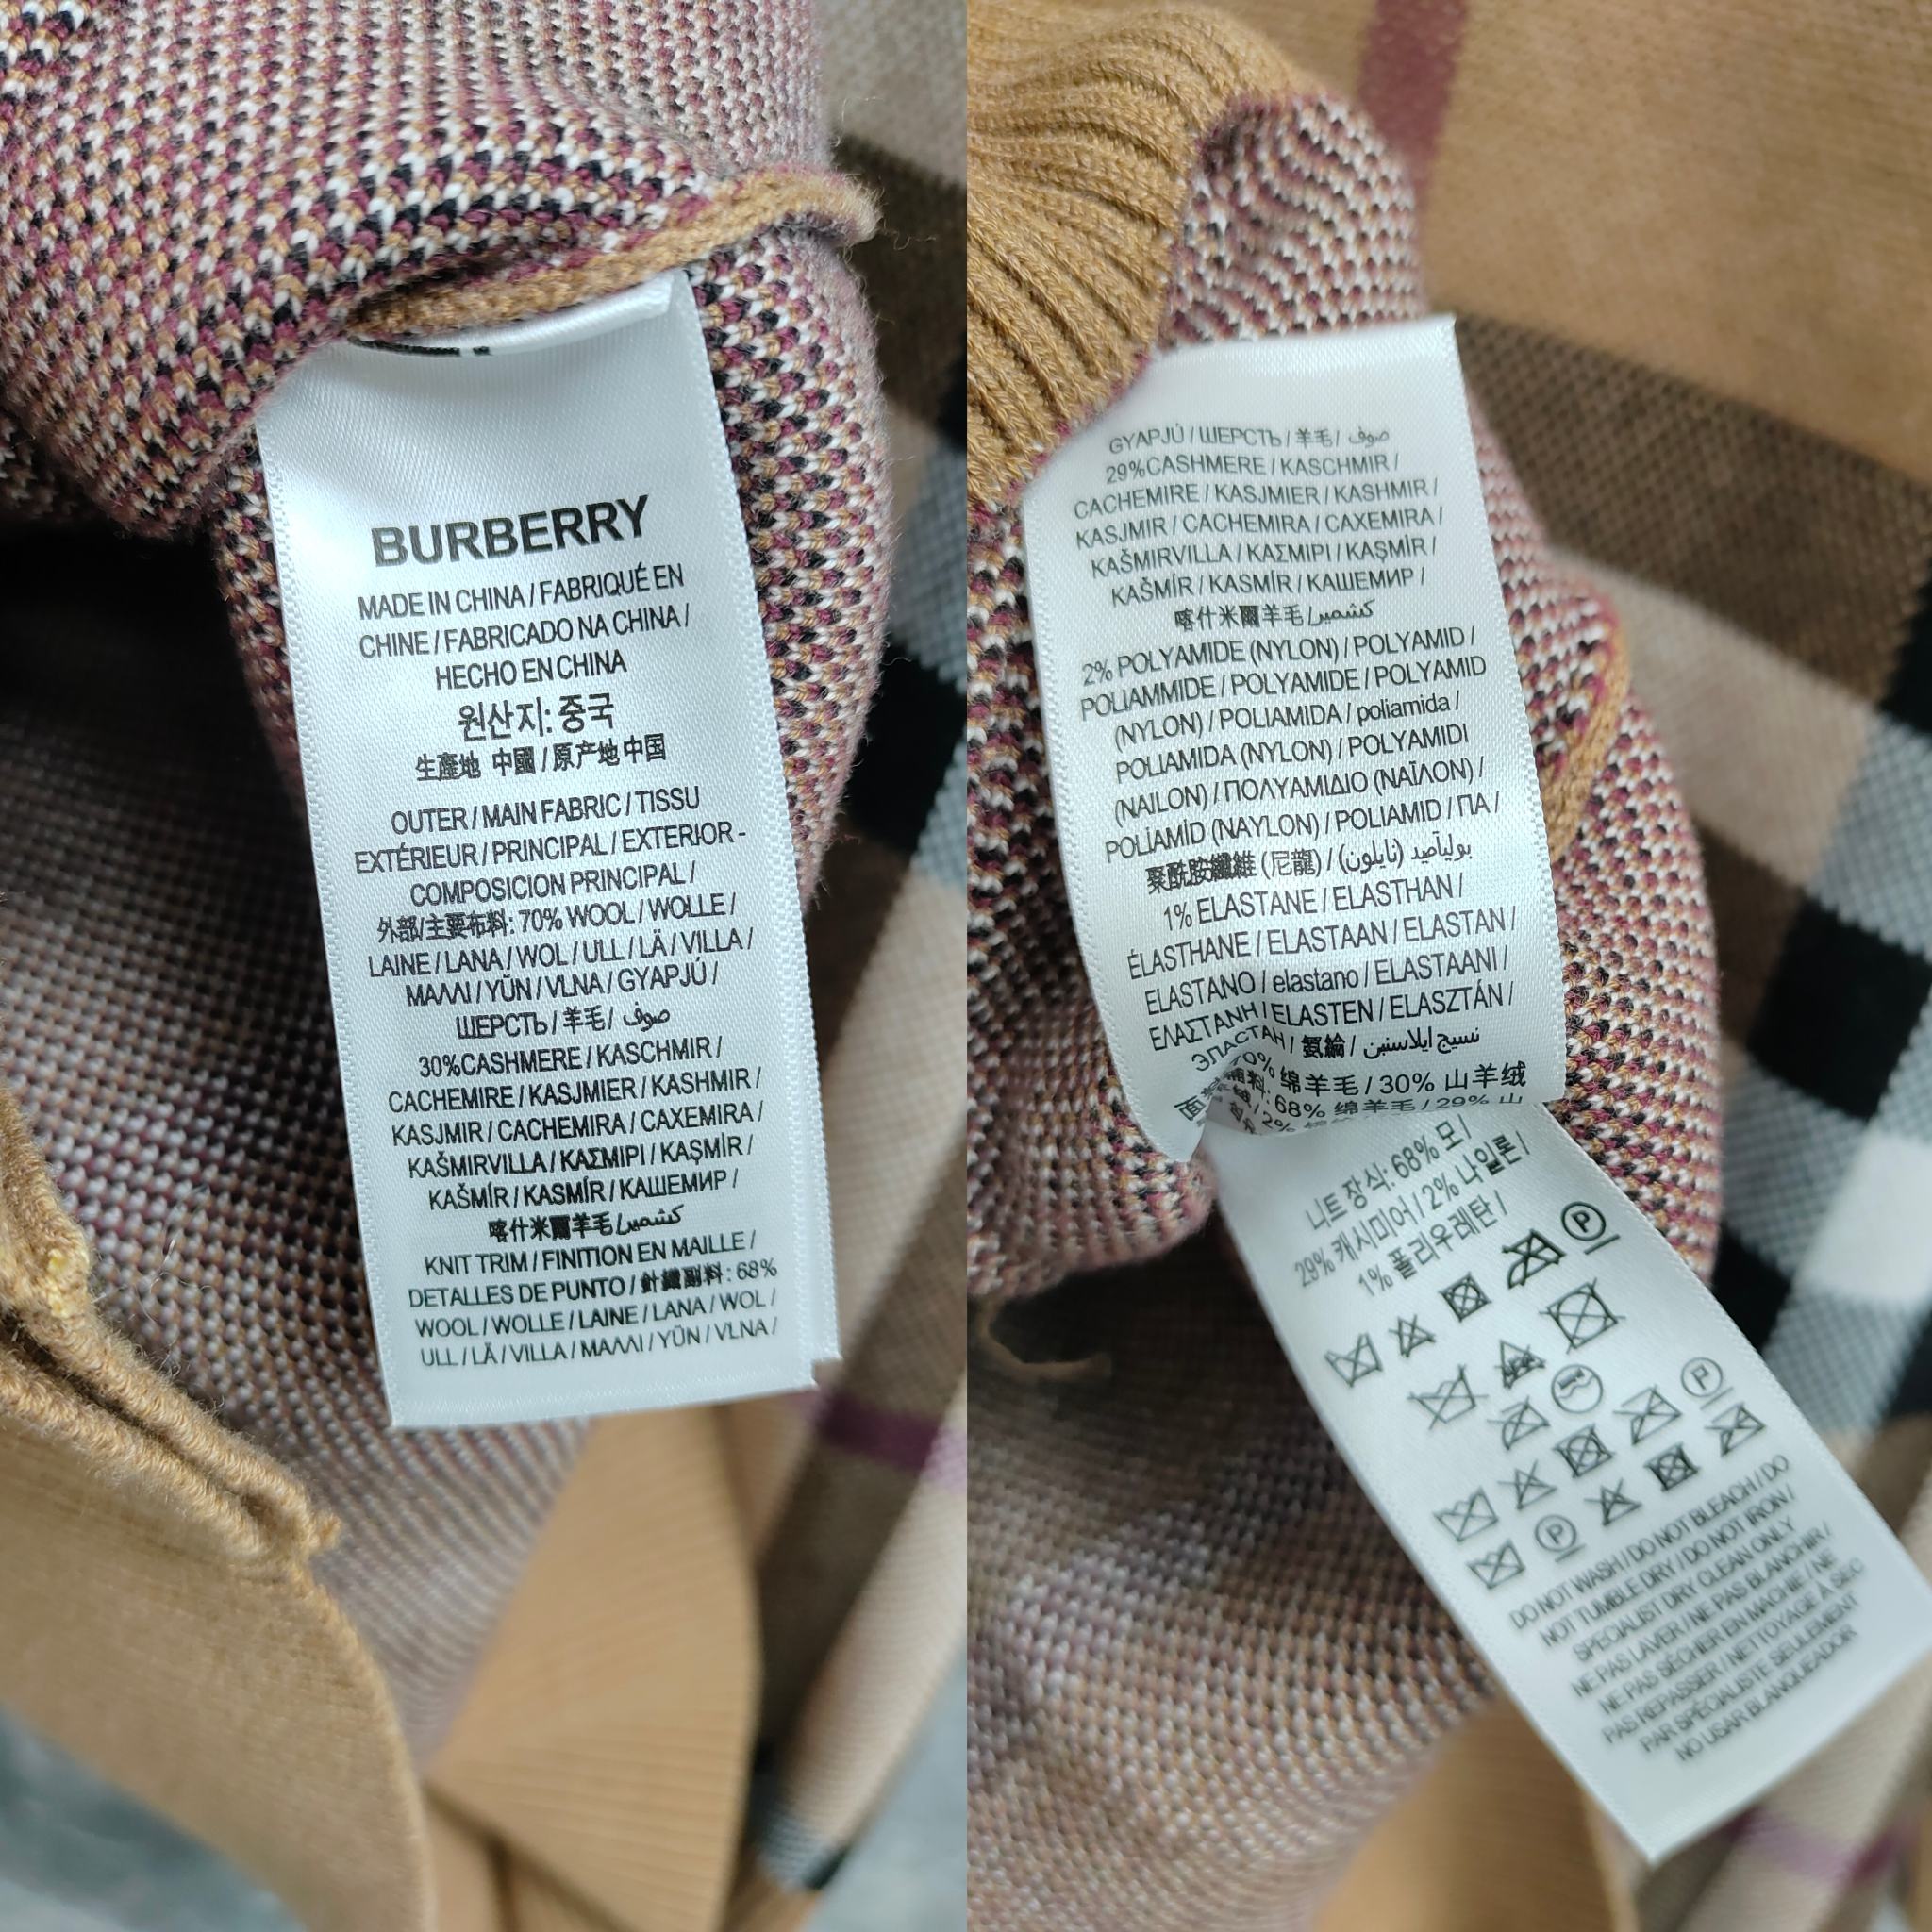 BURBERRY
MADE IN CHINA / FABRIQUÉ EN
CHINE / FABRICADO NA CHINA /
HECHO EN CHINA
원산지: 중국
生產地 中國 / 原产地 中国
OUTER / MAIN FABRIC / TISSU
EXTÉRIEUR / PRINCIPAL / EXTERIOR -
COMPOSICION PRINCIPAL /
外部/主要布料: 70% WOOL / WOLLE /
LAINE / LANA / WOL / ULL / LÃ / VILLA /
ΜΑΛΛΙ / YÜN / VLNA / GYAPJÚ /
ШЕРСТЬ / 羊毛 / صوف
30%CASHMERE / KASCHMIR /
CACHEMIRE / KASJMIER / KASHMIR /
KASJMIR / CACHEMIRA / CAXEMIRA /
KAŠMIRVILLA / ΚΑΣΜΙΡΙ / KAŞMİR /
KAŠMÍR / KASMÍR / КАШЕМИР /
喀什米爾羊毛/كشمير
KNIT TRIM / FINITION EN MAILLE /
DETALLES DE PUNTO / 針織副料 : 68%
WOOL / WOLLE / LAINE / LANA / WOL /
ULL / LÃ / VILLA / ΜΑΛΛΙ / YÜN / VLNA /
GYAPJÚ / ШЕРСТЬ / 羊毛 / صوف
29%CASHMERE / KASCHMIR /
CACHEMIRE / KASJMIER / KASHMIR /
KASJMIR / CACHEMIRA / CAXEMIRA /
KAŠMIRVILLA / ΚΑΣΜΙΡΙ / KAŞMİR /
KAŠMÍR / KASMÍR / КАШЕМИР /
喀什米爾羊毛/كشمير
2% POLYAMIDE (NYLON) / POLYAMID /
POLIAMMIDE / POLYAMIDE / POLYAMID
(NYLON) / POLIAMIDA / poliamida /
POLIAMIDA (NYLON) / POLYAMIDI
(NAILON) / ΠΟΛΥΑΜΙΔΙΟ (ΝΑΪΛΟΝ) /
POLİAMİD (NAYLON) / POLIAMID / ПА /
聚酰胺纖維 (尼龍) / بولياميد (نايلون)
1% ELASTANE / ELASTHAN /
ÉLASTHANE / ELASTAAN / ELASTAN /
ELASTANO / elastano / ELASTAANI /
ΕΛΑΣΤΑΝΗ / ELASTEN / ELASZTÁN /
ЭЛАСТАН / 氨綸 / نسيج إيلاستين
70% 绵羊毛 / 30% 山羊绒
68% 绵羊毛 / 29% 山
니트 장식: 68% 모 /
29% 캐시미어 / 2% 나일론 /
1% 폴리우레탄 /
P
P
P
DO NOT WASH / DO NOT BLEACH / DO
NOT TUMBLE DRY / DO NOT IRON /
SPECIALIST DRY CLEAN ONLY
NE PAS LAVER / NE PAS BLANCHIR /
NE PAS SÉCHER EN MACHIE / NE
PAS REPASSER / NETTOYAGE À SEC
PAR SPÉCIALISTE SEULEMENT
NO USAR BLANQUEADOR